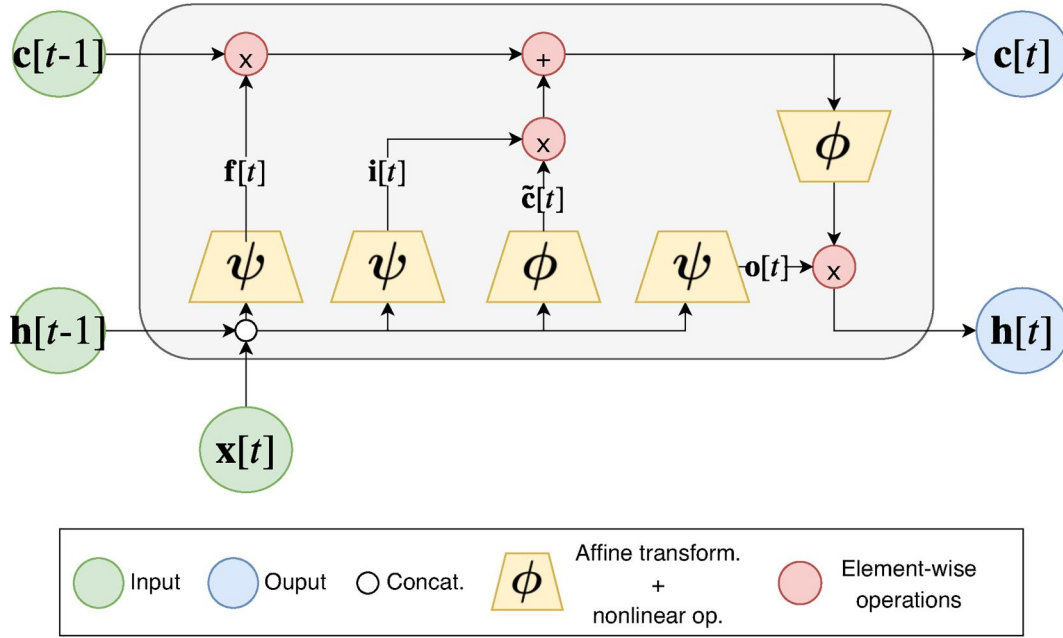 c[t-1]
x
+
c[t]
ϕ
x
f[t]
i[t]
c̃[t]
ψ
ψ
ϕ
ψ
o[t]
x
h[t-1]
h[t]
x[t]
Input
Ouput
Concat.
ϕ
Affine transform.
+
nonlinear op.
Element-wise
operations